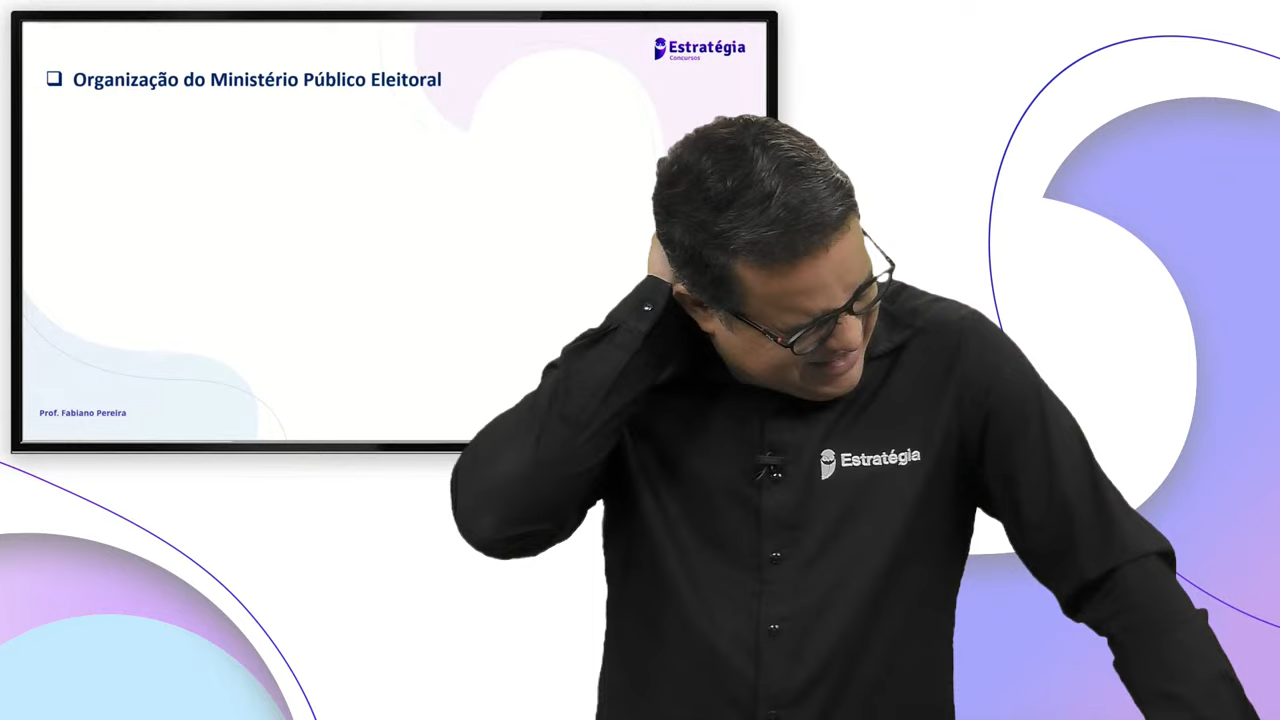 Estratégia
Concursos
❑ Organização do Ministério Público Eleitoral
Prof. Fabiano Pereira
Estratégia